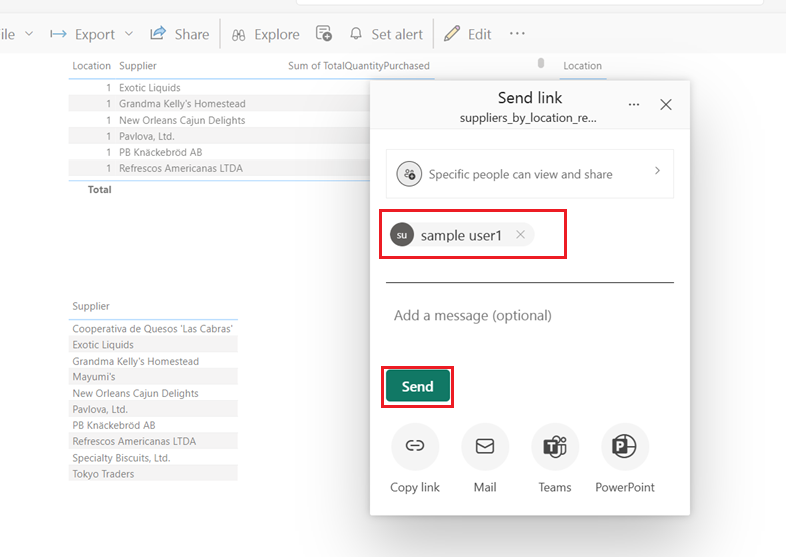 ile Export Share Explore Set alert Edit ...
Location Supplier Sum of TotalQuantityPurchased Location
1 Exotic Liquids
1 Grandma Kelly's Homestead
1 New Orleans Cajun Delights
1 Pavlova, Ltd.
1 PB Knäckebröd AB
1 Refrescos Americanas LTDA
Total
Supplier
Cooperativa de Quesos 'Las Cabras'
Exotic Liquids
Grandma Kelly's Homestead
Mayumi's
New Orleans Cajun Delights
Pavlova, Ltd.
PB Knäckebröd AB
Refrescos Americanas LTDA
Specialty Biscuits, Ltd.
Tokyo Traders
Send link ...
suppliers_by_location_re...
Specific people can view and share
su sample user1
Add a message (optional)
Send
Copy link Mail Teams PowerPoint